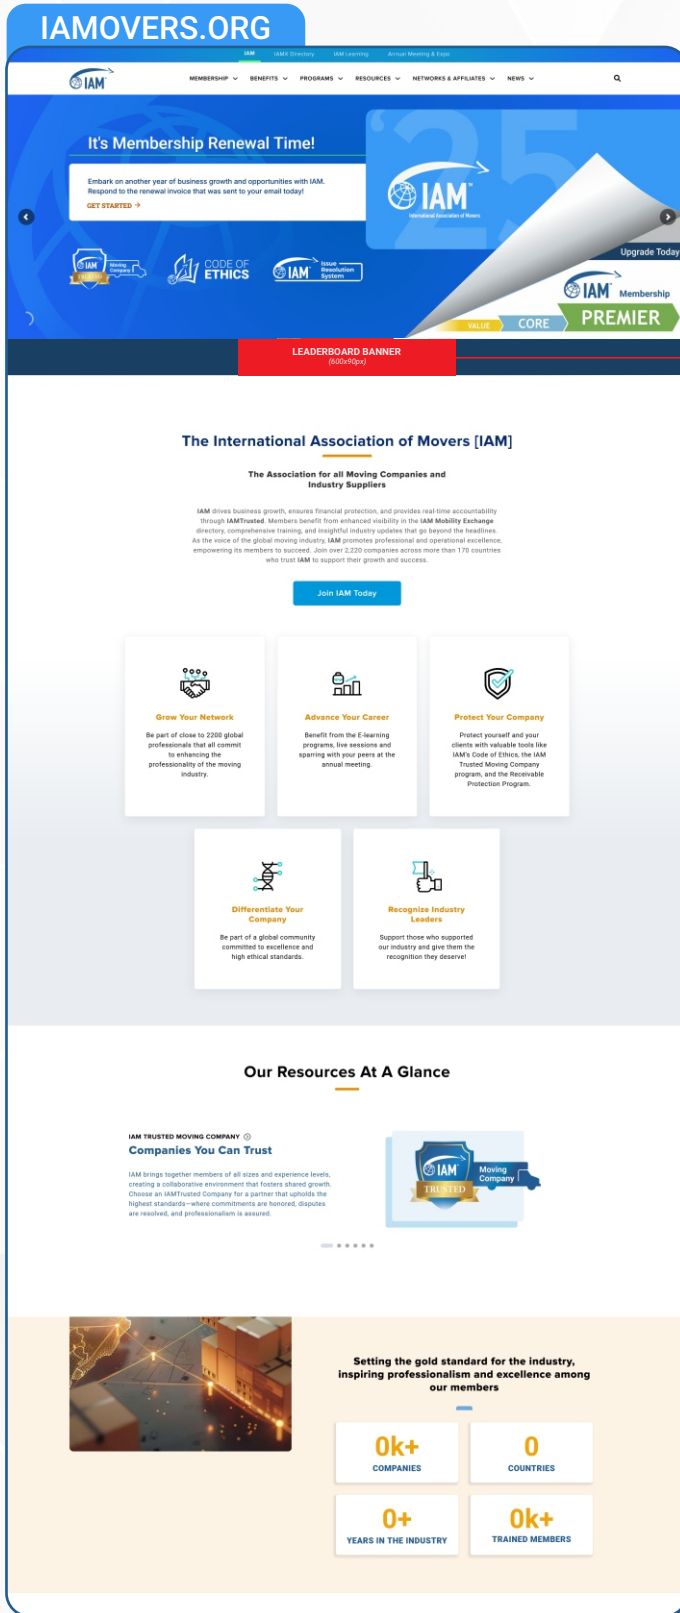 IAMOVERS.ORG
IAM IAMX Directory IAM Learning Annual Meeting & Expo
IAM MEMBERSHIP BENEFITS PROGRAMS RESOURCES NETWORKS & AFFILIATES NEWS
'25
It's Membership Renewal Time!
Embark on another year of business growth and opportunities with IAM.
Respond to the renewal invoice that was sent to your email today!
GET STARTED →
IAM
International Association of Movers
Upgrade Today
IAM TRUSTED Moving Company
CODE OF
ETHICS
IAM Issue
Resolution
System
IAM Membership
VALUE CORE PREMIER
LEADERBOARD BANNER
(600x90px)
The International Association of Movers [IAM]
The Association for all Moving Companies and
Industry Suppliers
IAM drives business growth, ensures financial protection, and provides real-time accountability
through IAMTrusted. Members benefit from enhanced visibility in the IAM Mobility Exchange
directory, comprehensive training, and insightful industry updates that go beyond the headlines.
As the voice of the global moving industry, IAM promotes professional and operational excellence,
empowering its members to succeed. Join over 2,220 companies across more than 170 countries
who trust IAM to support their growth and success.
Join IAM Today
Grow Your Network
Be part of close to 2200 global
professionals that all commit
to enhancing the
professionality of the moving
industry.
Advance Your Career
Benefit from the E-learning
programs, live sessions and
sparring with your peers at the
annual meeting.
Protect Your Company
Protect yourself and your
clients with valuable tools like
IAM's Code of Ethics, the IAM
Trusted Moving Company
program, and the Receivable
Protection Program.
Differentiate Your
Company
Be part of a global community
committed to excellence and
high ethical standards.
Recognize Industry
Leaders
Support those who supported
our industry and give them the
recognition they deserve!
Our Resources At A Glance
IAM TRUSTED MOVING COMPANY
Companies You Can Trust
IAM brings together members of all sizes and experience levels,
creating a collaborative environment that fosters shared growth.
Choose an IAMTrusted Company for a partner that upholds the
highest standards—where commitments are honored, disputes
are resolved, and professionalism is assured.
IAM
TRUSTED
Moving
Company
Setting the gold standard for the industry,
inspiring professionalism and excellence among
our members
0k+
COMPANIES
0
COUNTRIES
0+
YEARS IN THE INDUSTRY
0k+
TRAINED MEMBERS